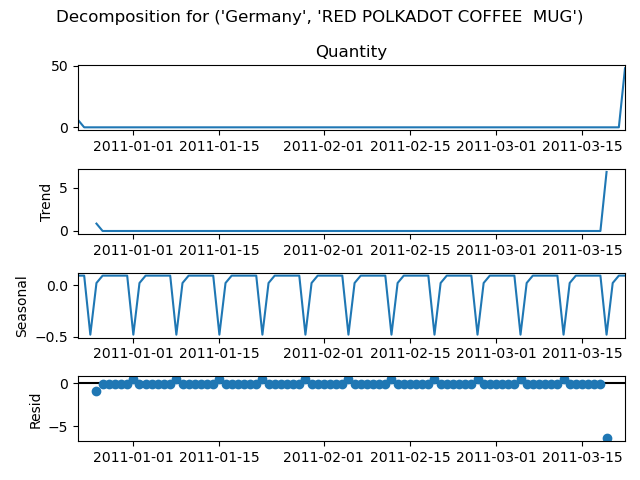 Decomposition for ('Germany', 'RED POLKADOT COFFEE  MUG')
Quantity
50
0
2011-01-01 2011-01-15 2011-02-01 2011-02-15 2011-03-01 2011-03-15
Trend
5
0
2011-01-01 2011-01-15 2011-02-01 2011-02-15 2011-03-01 2011-03-15
Seasonal
0.0
−0.5
2011-01-01 2011-01-15 2011-02-01 2011-02-15 2011-03-01 2011-03-15
Resid
0
−5
2011-01-01 2011-01-15 2011-02-01 2011-02-15 2011-03-01 2011-03-15